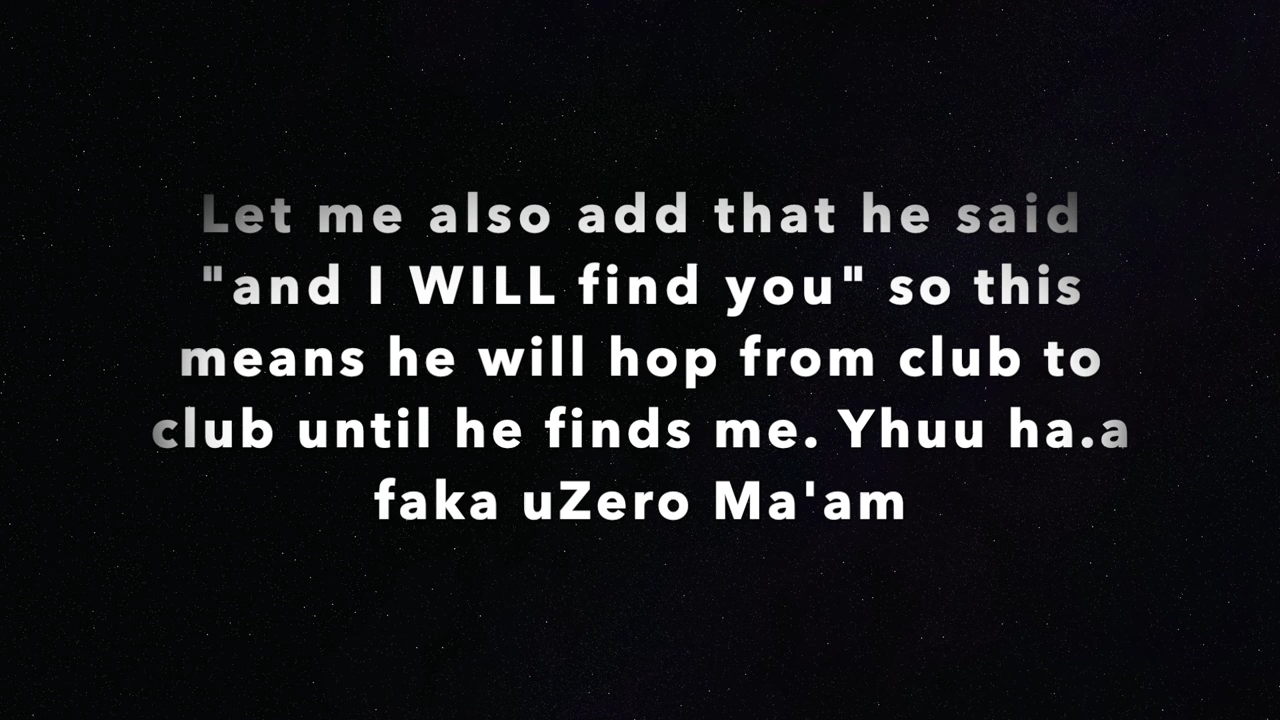 Let me also add that he said
"and I WILL find you" so this
means he will hop from club to
club until he finds me. Yhuu ha.a
faka uZero Ma'am